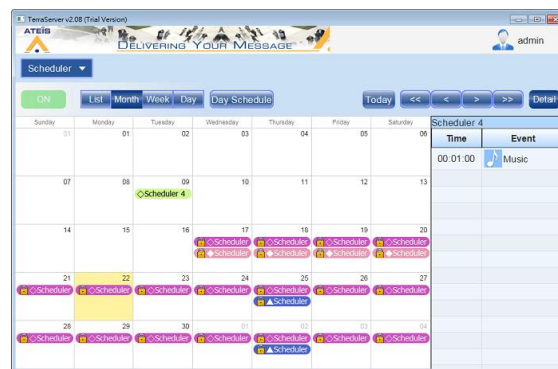 TerraServer v2.08 (Trial Version)
ATEÏS
DELIVERING YOUR MESSAGE
admin
Scheduler
ON List Month Week Day Day Schedule Today << < > >> Detail
Sunday Monday Tuesday Wednesday Thursday Friday Saturday
31 01 02 03 04 05 06
07 08 09 10 11 12 13
Scheduler 4
14 15 16 17 18 19 20
Scheduler Scheduler Scheduler Scheduler
Scheduler Scheduler Scheduler Scheduler
21 22 23 24 25 26 27
Scheduler Scheduler Scheduler Scheduler Scheduler Scheduler Scheduler
Scheduler
28 29 30 01 02 03 04
Scheduler Scheduler Scheduler Scheduler Scheduler Scheduler Scheduler
Scheduler
Scheduler 4
Time Event
00:01:00 Music